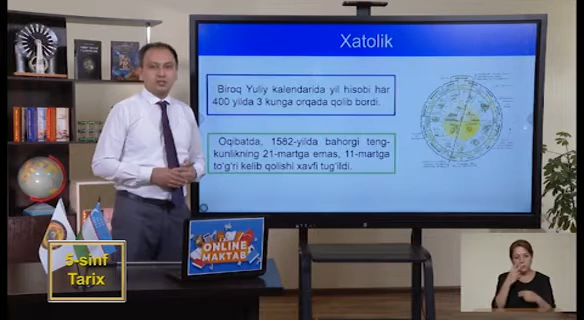 Xatolik
Biroq Yuliy kalendarida yil hisobi har
400 yilda 3 kunga orqada qolib bordi.
Oqibatda, 1582-yilda bahorgi teng-
kunlikning 21-martga emas, 11-martga
to‘g‘ri kelib qolishi xavfi tug‘ildi.
ONLINE
MAKTAB
5-sinf
Tarix